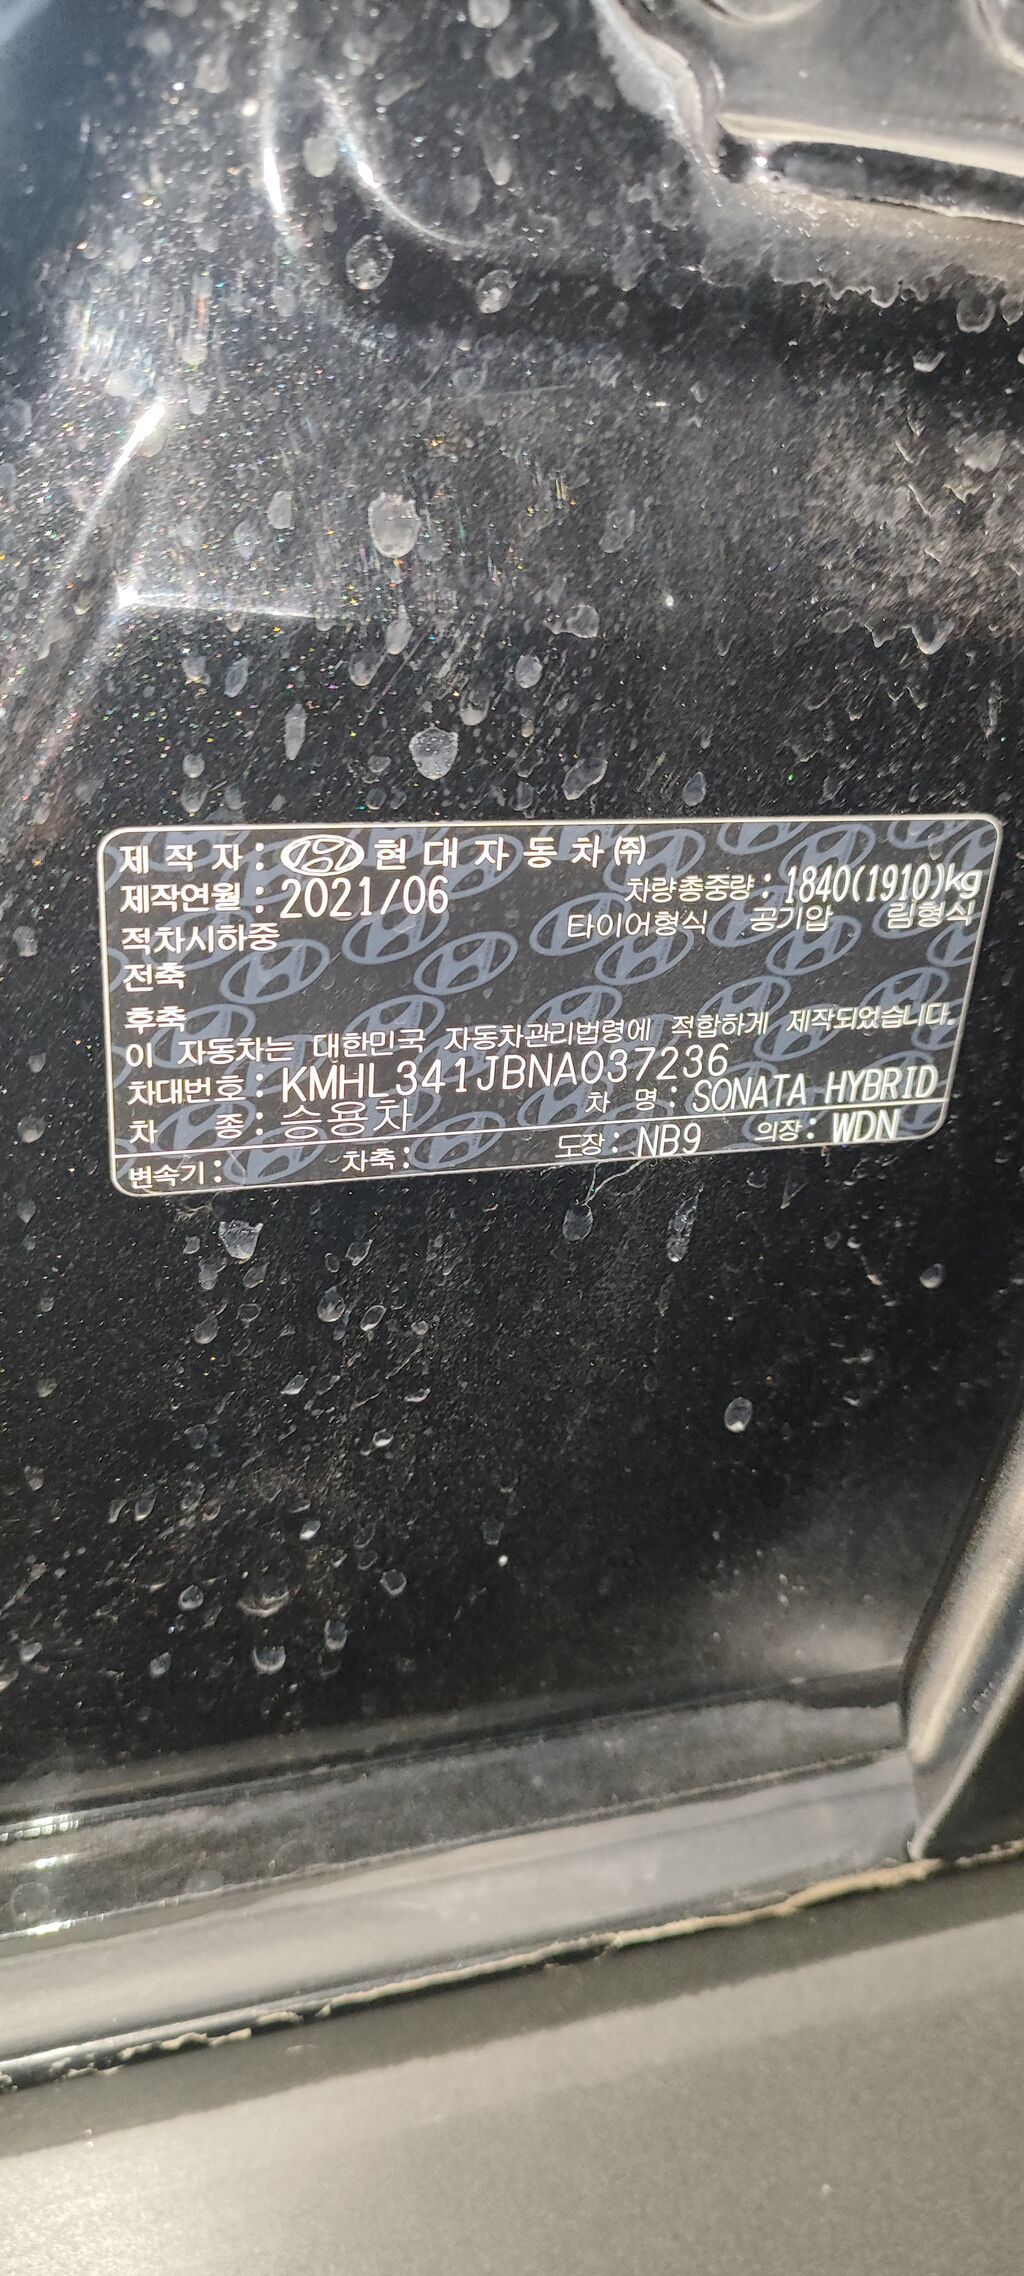 제 작 자 : 현 대 자 동 차 ㈜
제작연월 : 2021/06 차량총중량 : 1840(1910)kg
적차시하중 타이어형식 공기압 림형식
전축
후축
이 자동차는 대한민국 자동차관리법령에 적합하게 제작되었습니다.
차대번호 : KMHL341JBNA037236
차 종 : 승용차 차 명 : SONATA HYBRID
변속기 : 차축 : 도장 : NB9 의장 : WDN